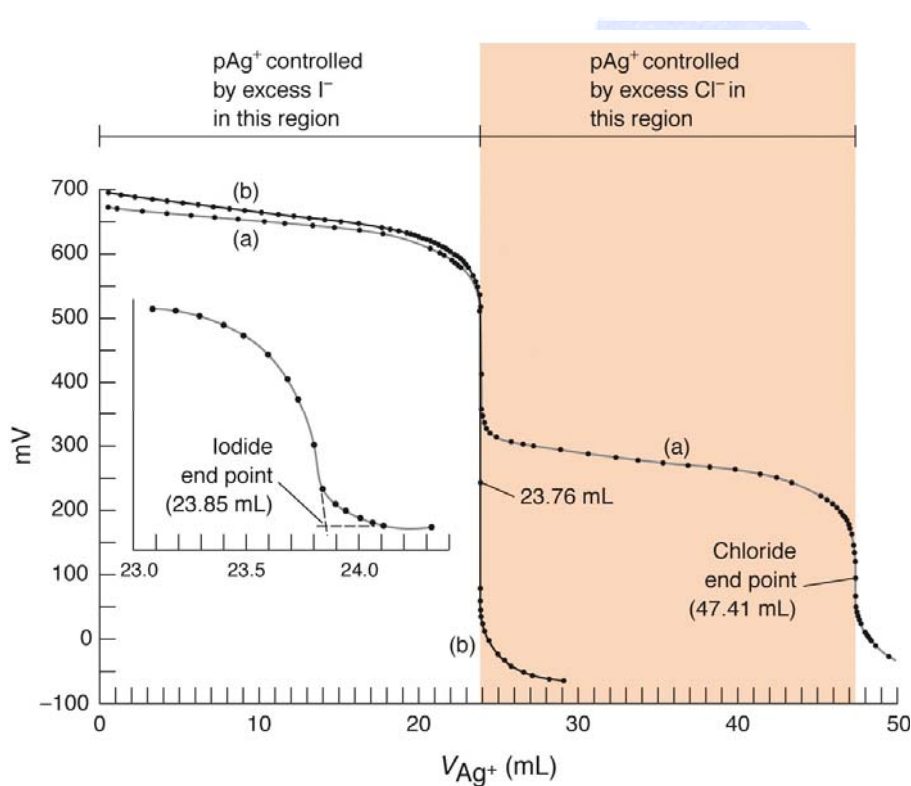 pAg⁺ controlled
by excess I⁻
in this region
pAg⁺ controlled
by excess Cl⁻ in
this region
700
600
500
400
300
200
100
0
−100
mV
(b)
(a)
(a)
23.76 mL
Iodide
end point
(23.85 mL)
23.0
23.5
24.0
Chloride
end point
(47.41 mL)
(b)
0
10
20
30
40
50
V_Ag⁺ (mL)